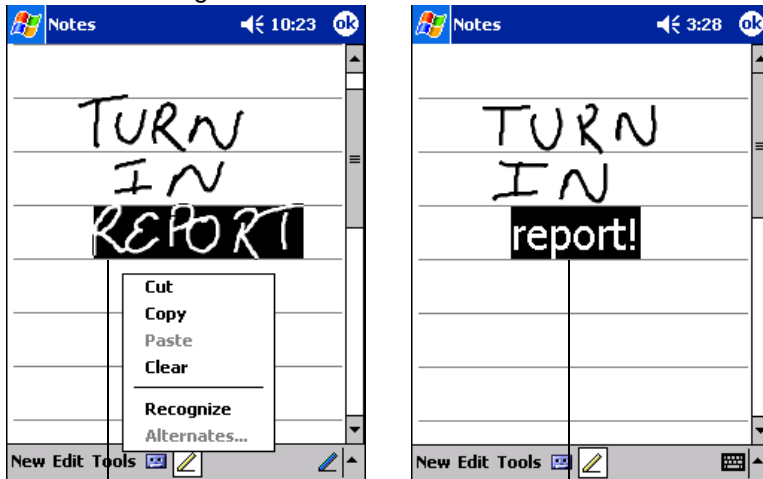 Notes 10:23 ok
TURN
IN
REPORT
Cut
Copy
Paste
Clear
Recognize
Alternates...
New Edit Tools
Notes 3:28 ok
TURN
IN
report!
New Edit Tools